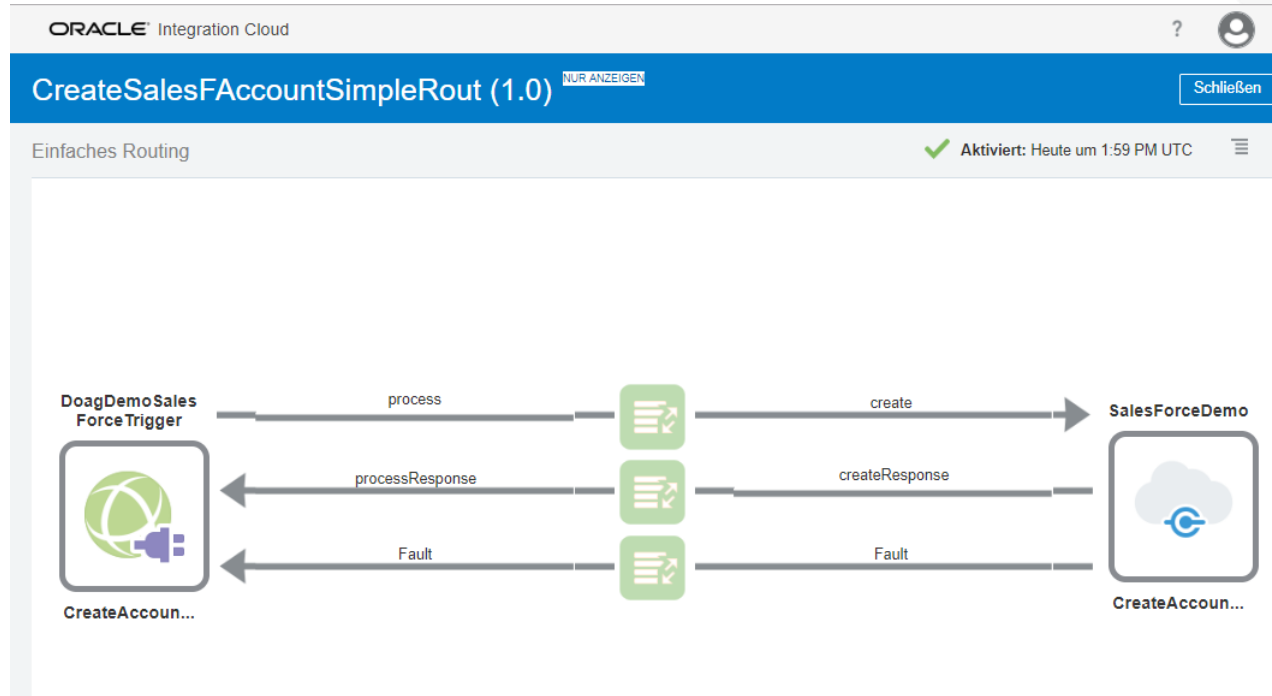 ORACLE Integration Cloud
?
CreateSalesFAccountSimpleRout (1.0) NUR ANZEIGEN
Schließen
Einfaches Routing
Aktiviert: Heute um 1:59 PM UTC
DoagDemoSales
ForceTrigger
process
create
SalesForceDemo
processResponse
createResponse
Fault
Fault
CreateAccoun...
CreateAccoun...